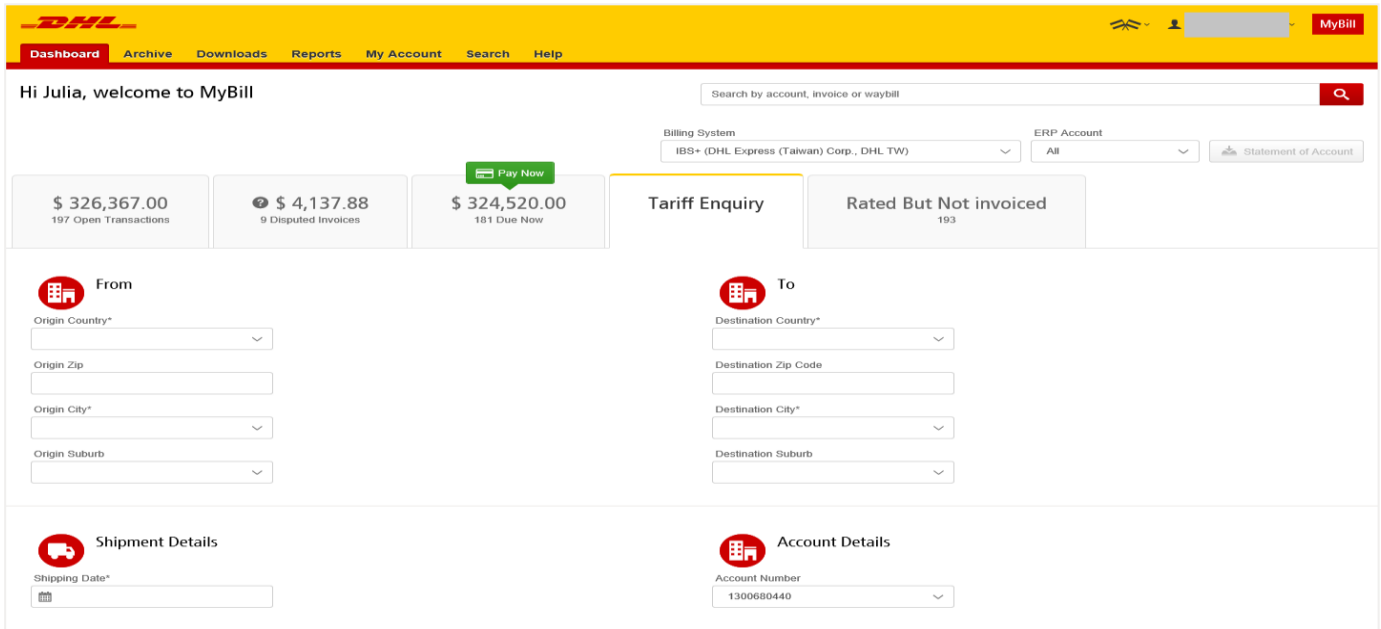 DHL
MyBill
Dashboard Archive Downloads Reports My Account Search Help
Hi Julia, welcome to MyBill
Search by account, invoice or waybill
Billing System ERP Account
IBS+ (DHL Express (Taiwan) Corp., DHL TW) All Statement of Account
Pay Now
$ 326,367.00 ? $ 4,137.88 $ 324,520.00 Tariff Enquiry Rated But Not invoiced
197 Open Transactions 9 Disputed Invoices 181 Due Now 193
From To
Origin Country* Destination Country*
Origin Zip Destination Zip Code
Origin City* Destination City*
Origin Suburb Destination Suburb
Shipment Details Account Details
Shipping Date* Account Number
1300680440